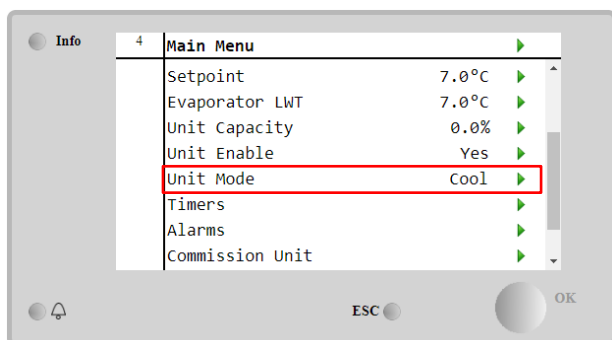 Info
4 Main Menu
Setpoint 7.0°C
Evaporator LWT 7.0°C
Unit Capacity 0.0%
Unit Enable Yes
Unit Mode Cool
Timers
Alarms
Commission Unit
ESC OK